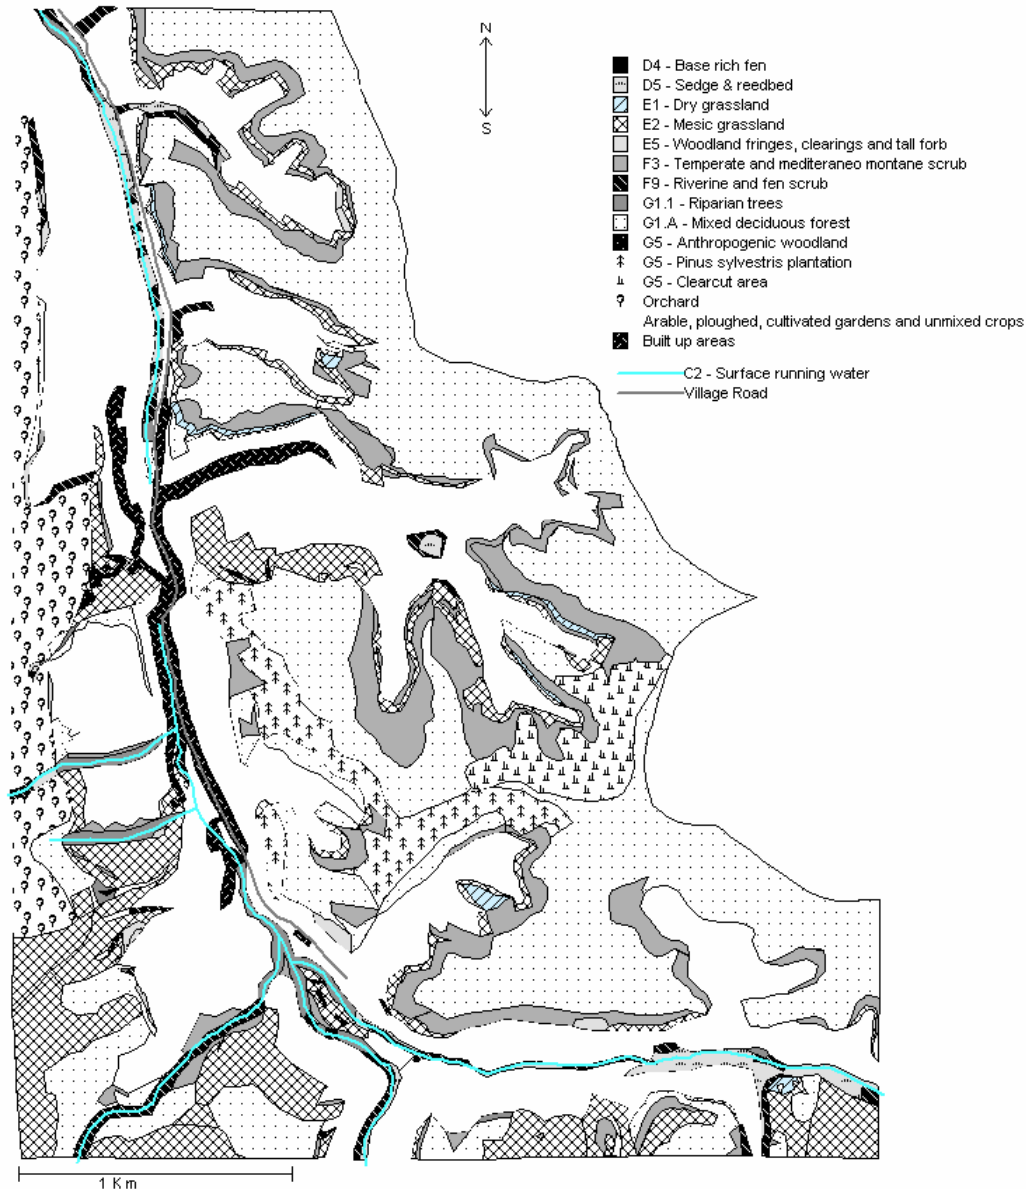 N
S
D4 - Base rich fen
D5 - Sedge & reedbed
E1 - Dry grassland
E2 - Mesic grassland
E5 - Woodland fringes, clearings and tall forb
F3 - Temperate and mediteraneo montane scrub
F9 - Riverine and fen scrub
G1.1 - Riparian trees
G1.A - Mixed deciduous forest
G5 - Anthropogenic woodland
G5 - Pinus sylvestris plantation
G5 - Clearcut area
Orchard
Arable, ploughed, cultivated gardens and unmixed crops
Built up areas
C2 - Surface running water
Village Road
1 Km